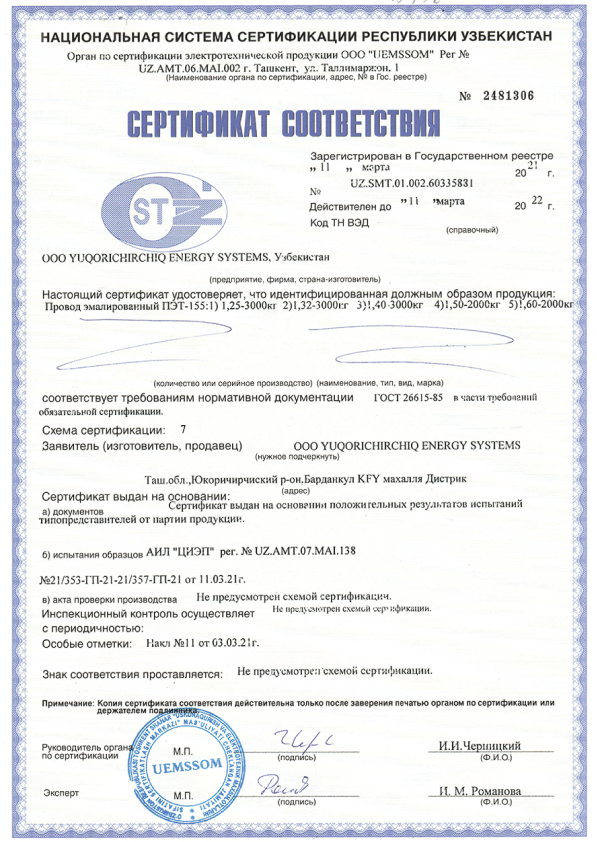 НАЦИОНАЛЬНАЯ СИСТЕМА СЕРТИФИКАЦИИ РЕСПУБЛИКИ УЗБЕКИСТАН
Орган по сертификации электротехнической продукции ООО "UEMSSOM" Рег №
UZ.AMT.06.MAI.002 г. Ташкент, ул. Таллимаржон, 1
(Наименование органа по сертификации, адрес, № в Гос. реестре)
№ 2481306
СЕРТИФИКАТ СООТВЕТСТВИЯ
Зарегистрирован в Государственном реестре
„ 11 „ марта 2021 г.
№ UZ.SMT.01.002.60335831
Действителен до "11 "марта 2022 г.
Код ТН ВЭД
(справочный)
ST
ООО YUQORICHIRCHIQ ENERGY SYSTEMS, Узбекистан
(предприятие, фирма, страна-изготовитель)
Настоящий сертификат удостоверяет, что идентифицированная должным образом продукция:
Провод эмалированный ПЭТ-155:1) 1,25-3000кг 2)1,32-3000кг 3)1,40-3000кг 4)1,50-2000кг 5)1,60-2000кг
(количество или серийное производство) (наименование, тип, вид, марка)
соответствует требованиям нормативной документации ГОСТ 26615-85 в части требований
обязательной сертификации.
Схема сертификации: 7
Заявитель (изготовитель, продавец) ООО YUQORICHIRCHIQ ENERGY SYSTEMS
(нужное подчеркнуть)
Таш.обл.,Юкоричирчиский р-он,Барданкул KFY махалля Дистрик
(адрес)
Сертификат выдан на основании:
а) документов Сертификат выдан на основании положительных результатов испытаний
типопредставителей от партии продукции.
б) испытания образцов АИЛ "ЦИЭП" рег. № UZ.AMT.07.MAI.138
№21/353-ГП-21-21/357-ГП-21 от 11.03.21г.
в) акта проверки производства Не предусмотрен схемой сертификации.
Инспекционный контроль осуществляет Не предусмотрен схемой сертификации.
с периодичностью:
Особые отметки: Накл №11 от 03.03.21г.
Знак соответствия проставляется: Не предусмотрен схемой сертификации.
Примечание: Копия сертификата соответствия действительна только после заверения печатью органом по сертификации или
держателем подлинника.
Руководитель органа
по сертификации
М.П.
(подпись)
И.И.Черницкий
(Ф.И.О.)
UEMSSOM
Эксперт
М.П.
(подпись)
И. М. Романова
(Ф.И.О.)